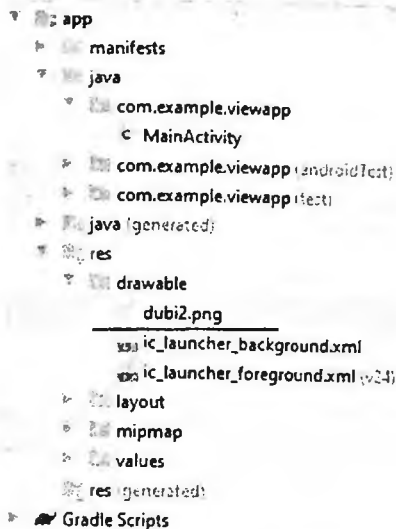 app
manifests
java
com.example.viewapp
C MainActivity
com.example.viewapp (androidTest)
com.example.viewapp (test)
java (generated)
res
drawable
dubi2.png
ic_launcher_background.xml
ic_launcher_foreground.xml (v24)
layout
mipmap
values
res (generated)
Gradle Scripts